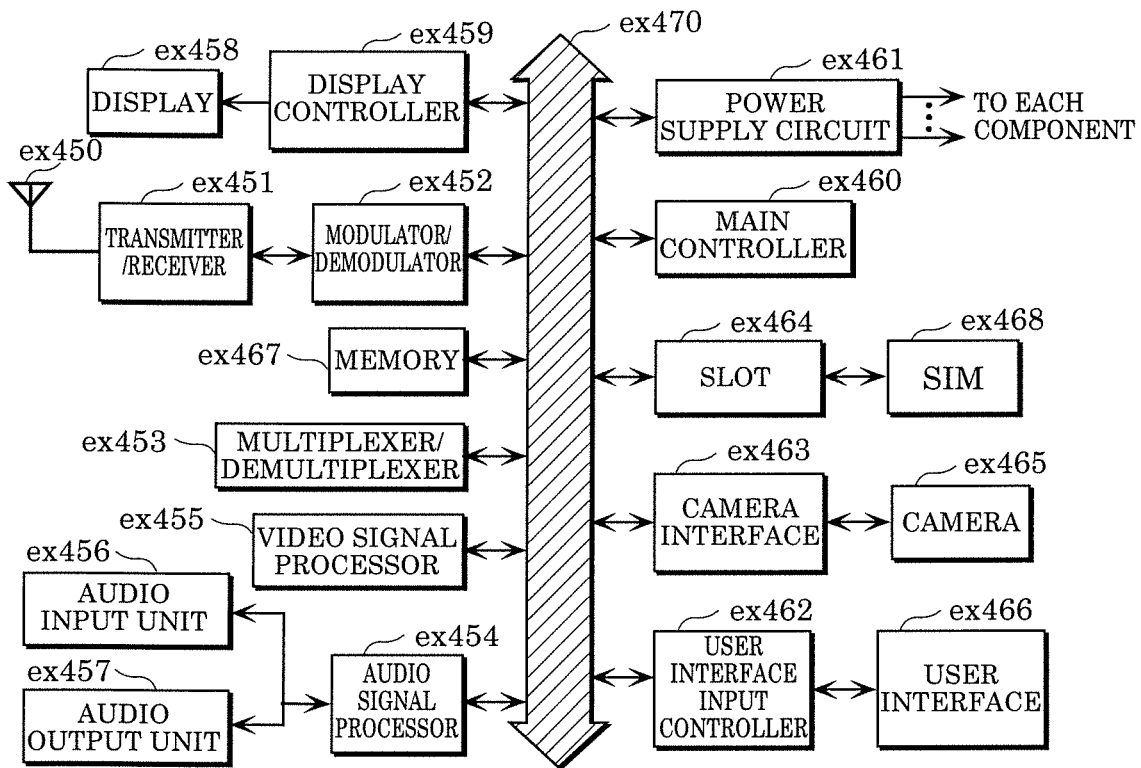 ex470
ex458
DISPLAY
ex459
DISPLAY
CONTROLLER
ex461
POWER
SUPPLY CIRCUIT
TO EACH
COMPONENT
ex450
ex451
TRANSMITTER
/RECEIVER
ex452
MODULATOR/
DEMODULATOR
ex460
MAIN
CONTROLLER
ex467
MEMORY
ex464
SLOT
ex468
SIM
ex453
MULTIPLEXER/
DEMULTIPLEXER
ex463
CAMERA
INTERFACE
ex465
CAMERA
ex455
VIDEO SIGNAL
PROCESSOR
ex456
AUDIO
INPUT UNIT
ex457
AUDIO
OUTPUT UNIT
ex454
AUDIO
SIGNAL
PROCESSOR
ex462
USER
INTERFACE
INPUT
CONTROLLER
ex466
USER
INTERFACE